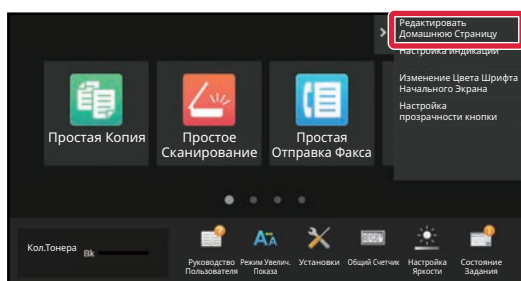 Редактировать
Домашнюю Страницу
Настройка индикации
Изменение Цвета Шрифта
Начального Экрана
Настройка
прозрачности кнопки
Простая Копия
Простое
Сканирование
Простая
Отправка Факса
Кол.Тонера
Bk
Руководство
Пользователя
Режим Увелич.
Показа
Установки
Общий Счетчик
Настройка
Яркости
Состояние
Задания